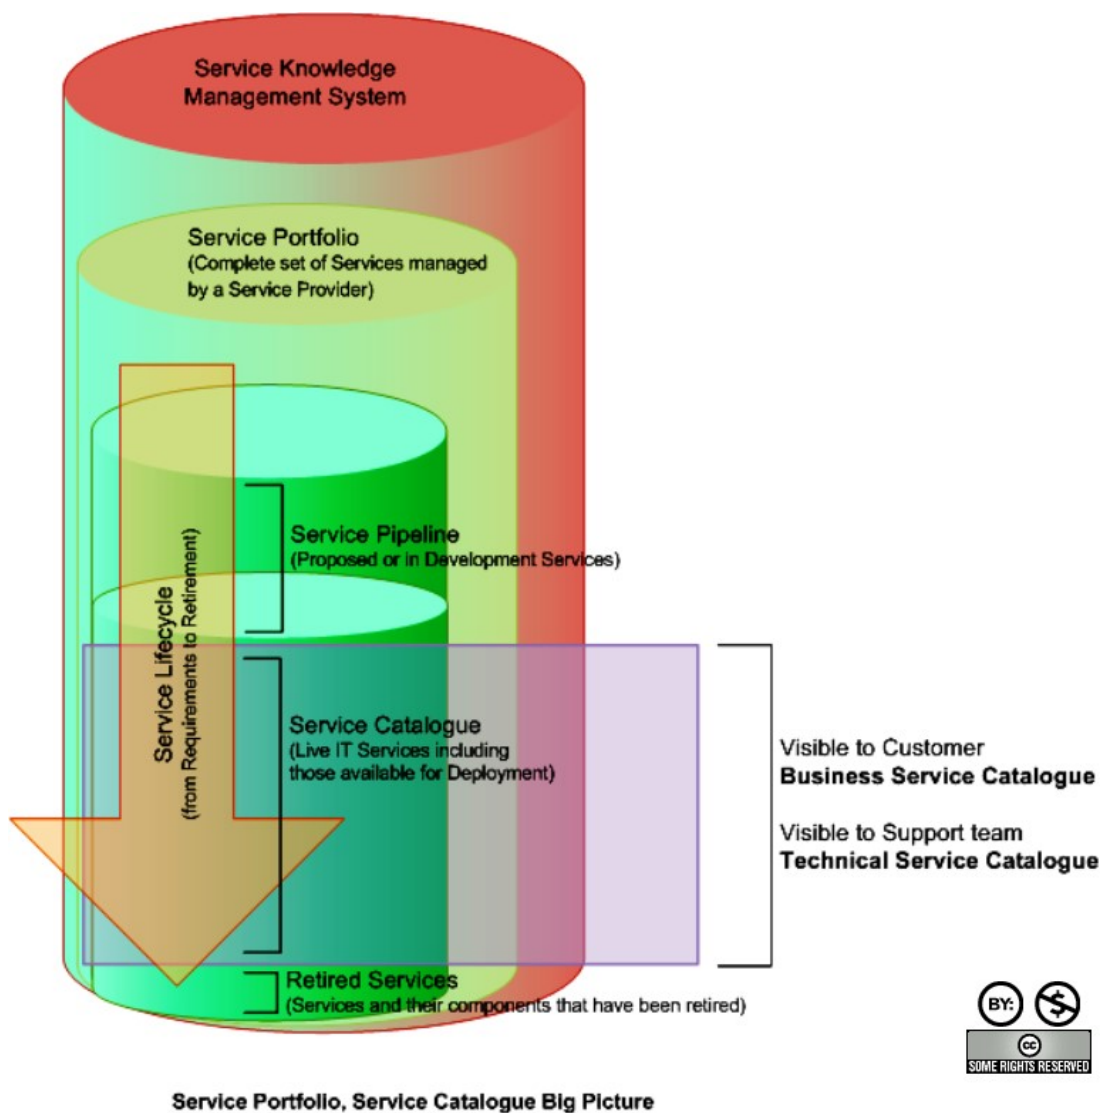 Service Knowledge
Management System
Service Portfolio
(Complete set of Services managed
by a Service Provider)
Service Pipeline
(Proposed or in Development Services)
Service Lifecycle
(from Requirements to Retirement)
Service Catalogue
(Live IT Services including
those available for Deployment)
Visible to Customer
Business Service Catalogue
Visible to Support team
Technical Service Catalogue
Retired Services
(Services and their components that have been retired)
BY: $
cc
SOME RIGHTS RESERVED
Service Portfolio, Service Catalogue Big Picture